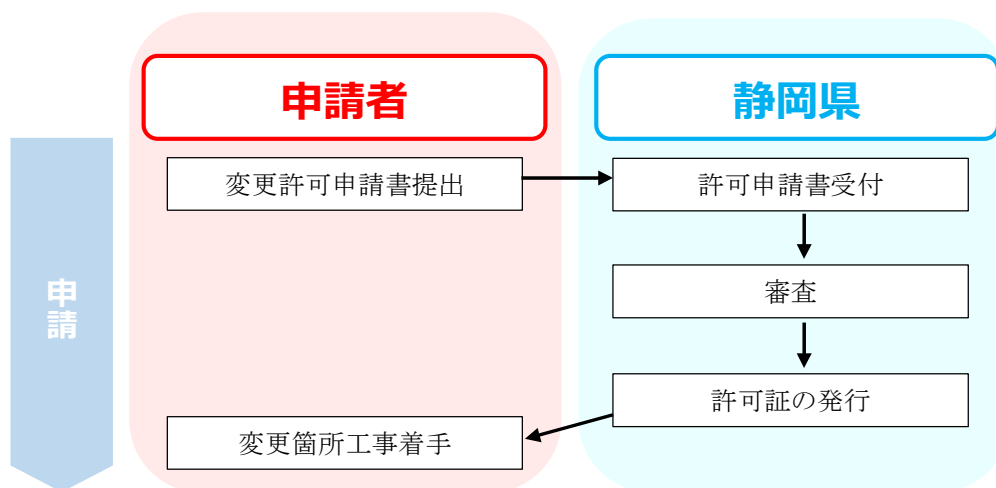 申請者
静岡県
申請
変更許可申請書提出
許可申請書受付
審査
許可証の発行
変更箇所工事着手